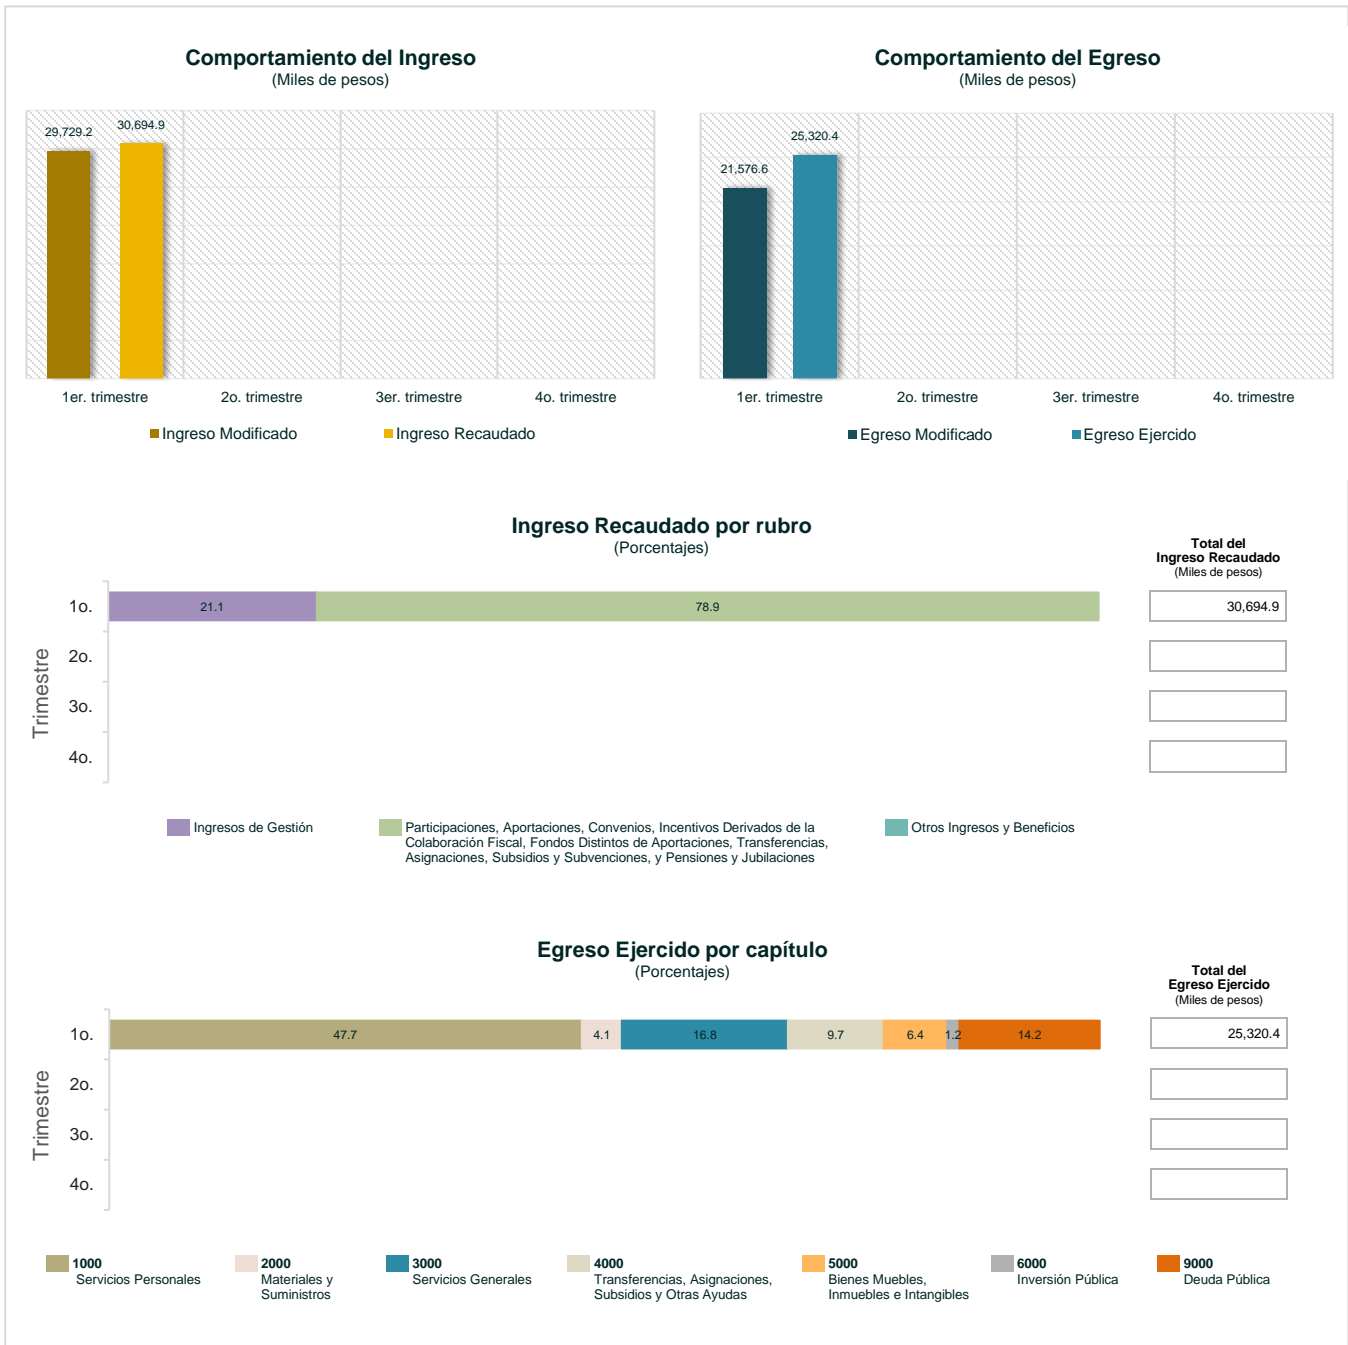 Comportamiento del Ingreso
(Miles de pesos)
29,729.2
30,694.9
1er. trimestre
2o. trimestre
3er. trimestre
4o. trimestre
Ingreso Modificado
Ingreso Recaudado
Comportamiento del Egreso
(Miles de pesos)
21,576.6
25,320.4
1er. trimestre
2o. trimestre
3er. trimestre
4o. trimestre
Egreso Modificado
Egreso Ejercido
Ingreso Recaudado por rubro
(Porcentajes)
Total del
Ingreso Recaudado
(Miles de pesos)
Trimestre
1o.
21.1
78.9
30,694.9
2o.
3o.
4o.
Ingresos de Gestión
Participaciones, Aportaciones, Convenios, Incentivos Derivados de la
Colaboración Fiscal, Fondos Distintos de Aportaciones, Transferencias,
Asignaciones, Subsidios y Subvenciones, y Pensiones y Jubilaciones
Otros Ingresos y Beneficios
Egreso Ejercido por capítulo
(Porcentajes)
Total del
Egreso Ejercido
(Miles de pesos)
Trimestre
1o.
47.7
4.1
16.8
9.7
6.4
1.2
14.2
25,320.4
2o.
3o.
4o.
1000
Servicios Personales
2000
Materiales y
Suministros
3000
Servicios Generales
4000
Transferencias, Asignaciones,
Subsidios y Otras Ayudas
5000
Bienes Muebles,
Inmuebles e Intangibles
6000
Inversión Pública
9000
Deuda Pública